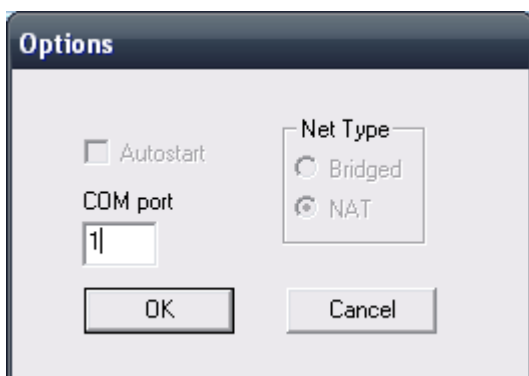 Options
Autostart
COM port
1
Net Type
Bridged
NAT
OK
Cancel